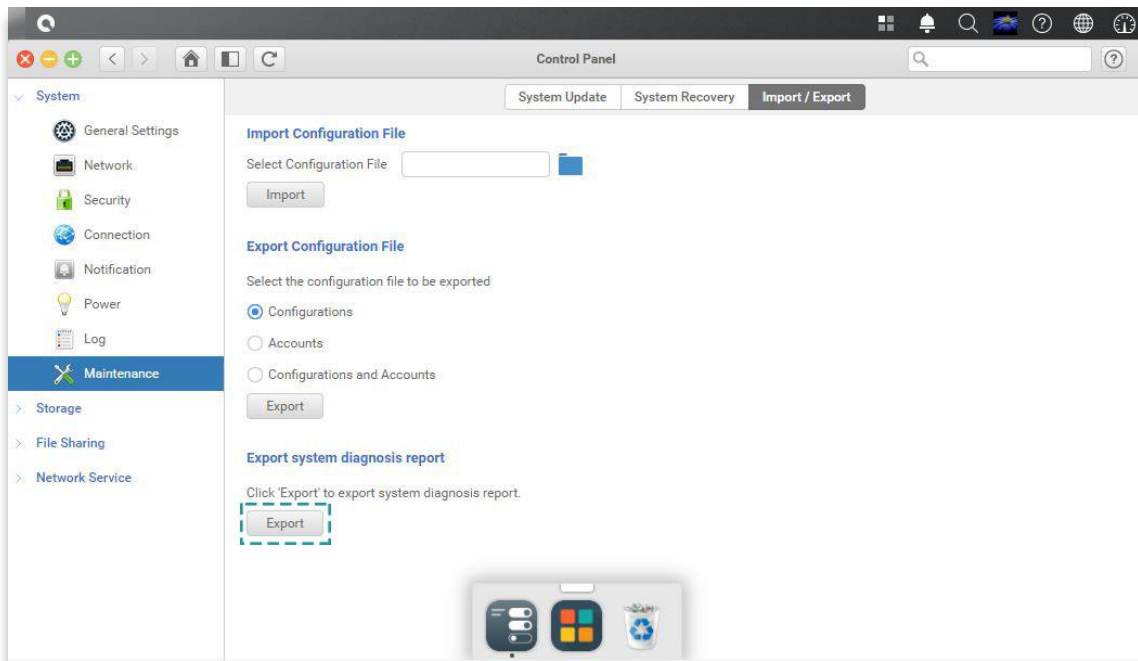 Control Panel
System
General Settings
Network
Security
Connection
Notification
Power
Log
Maintenance
Storage
File Sharing
Network Service
System Update
System Recovery
Import / Export
Import Configuration File
Select Configuration File
Import
Export Configuration File
Select the configuration file to be exported
Configurations
Accounts
Configurations and Accounts
Export
Export system diagnosis report
Click 'Export' to export system diagnosis report.
Export